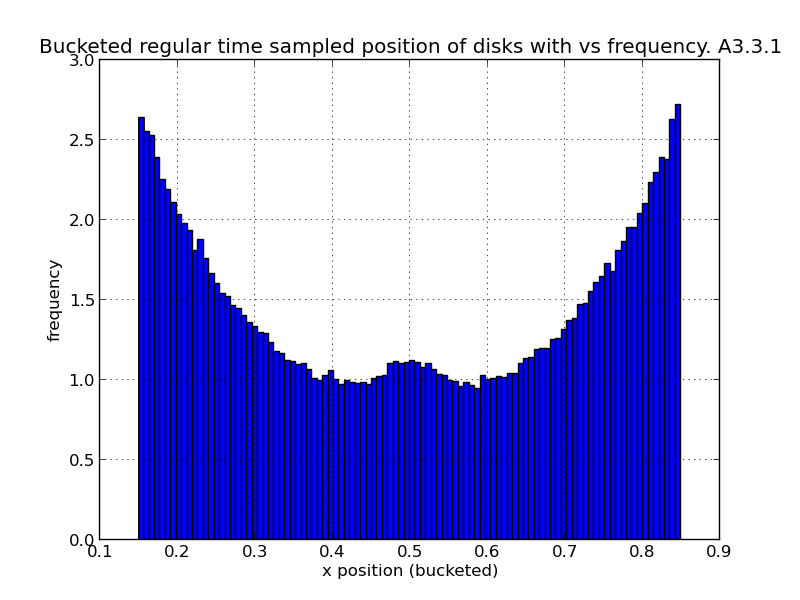 Bucketed regular time sampled position of disks with vs frequency. A3.3.1
3.0
2.5
2.0
1.5
1.0
0.5
0.0
frequency
0.1 0.2 0.3 0.4 0.5 0.6 0.7 0.8 0.9
x position (bucketed)